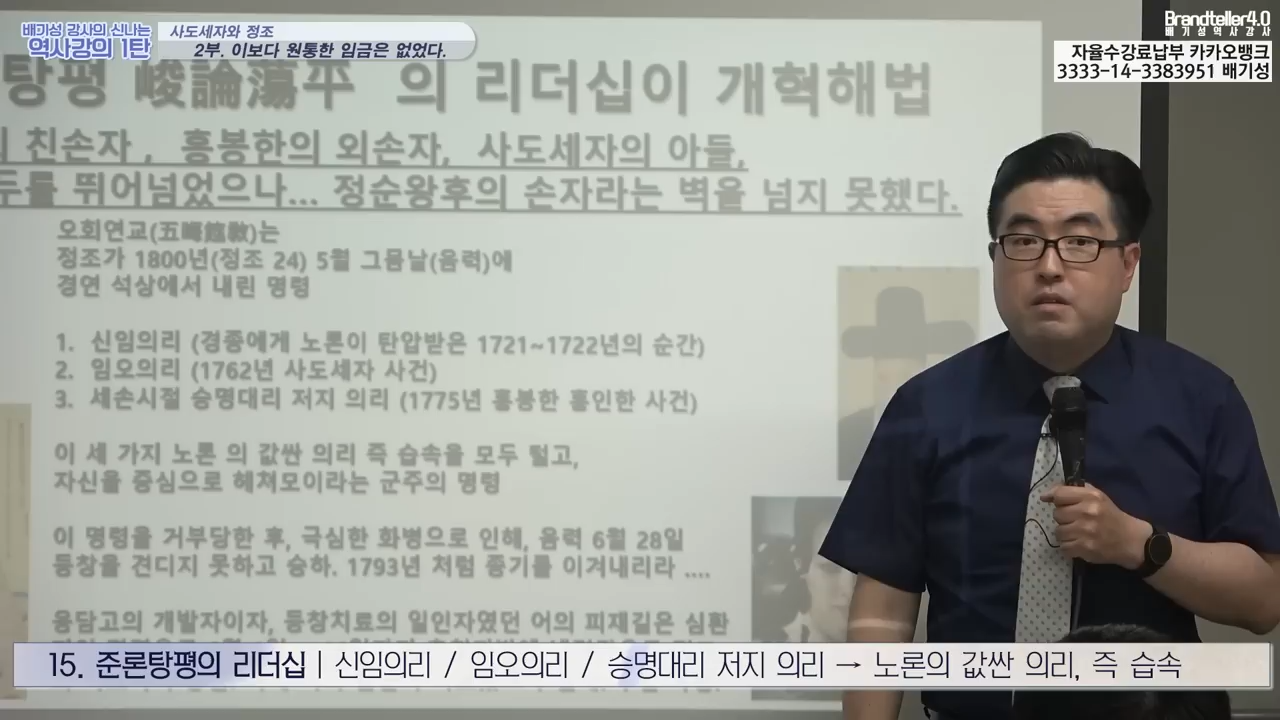 배기성 강사의 신나는
역사강의 1탄
사도세자와 정조
2부. 이보다 원통한 임금은 없었다.
Brandteller4.0
배기성역사강사
자율수강료납부 카카오뱅크
3333-14-3383951 배기성
탕평 峻論蕩平 의 리더십이 개혁해법
친손자, 홍봉한의 외손자, 사도세자의 아들,
두를 뛰어넘었으나... 정순왕후의 손자라는 벽을 넘지 못했다.
오회연교(五晦筵敎)는
정조가 1800년(정조 24) 5월 그믐날(음력)에
경연 석상에서 내린 명령
1. 신임의리 (경종에게 노론이 탄압받은 1721~1722년의 순간)
2. 임오의리 (1762년 사도세자 사건)
3. 세손시절 승명대리 저지 의리 (1775년 홍봉한 홍인한 사건)
이 세 가지 노론 의 값싼 의리 즉 습속을 모두 털고,
자신을 중심으로 헤쳐모이라는 군주의 명령
이 명령을 거부당한 후, 극심한 화병으로 인해, 음력 6월 28일
등창을 견디지 못하고 승하. 1793년 처럼 종기를 이겨내리라 ....
웅담고의 개발자이자, 등창치료의 일인자였던 어의 피재길은 심환
15. 준론탕평의 리더십 | 신임의리 / 임오의리 / 승명대리 저지 의리 → 노론의 값싼 의리, 즉 습속